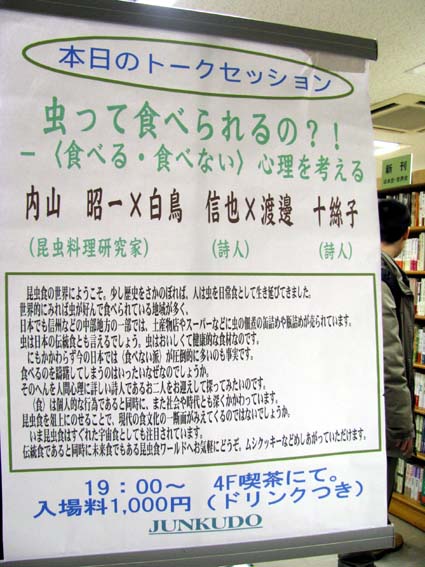 本日のトークセッション
虫って食べられるの？！
－〈食べる・食べない〉心理を考える
内山 昭一×白鳥 信也×渡邊 十絲子
（昆虫料理研究家） （詩人） （詩人）
昆虫食の世界にようこそ。少し歴史をさかのぼれば、人は虫を日常食として生き延びてきました。
世界的にみれば虫が好んで食べられている地域が多く、
日本でも信州などの中部地方の一部では、土産物店やスーパーなどに虫の佃煮の缶詰めや瓶詰めが売られています。
虫は日本の伝統食とも言えるでしょう。虫はおいしくて健康的な食材なのです。
にもかかわらず今の日本では〈食べない派〉が圧倒的に多いのも事実です。
食べるのを躊躇してしまうのはいったいなぜなのでしょうか。
そのへんを人間心理に詳しい詩人であるお二人をお迎えして探ってみたいのです。
〈食〉は個人的な行為であると同時に、また社会や時代とも深くかかわっています。
昆虫食を俎上にのせることで、現代の食文化の一断面がみえてくるのではないでしょうか。
いま昆虫食はすぐれた宇宙食としても注目されています。
伝統食であると同時に未来食でもある昆虫食ワールドへお気軽にどうぞ。ムシクッキーなどめしあがっていただけます。
19：00～ 4F喫茶にて。
入場料1,000円（ドリンクつき）
JUNKUDO
新刊